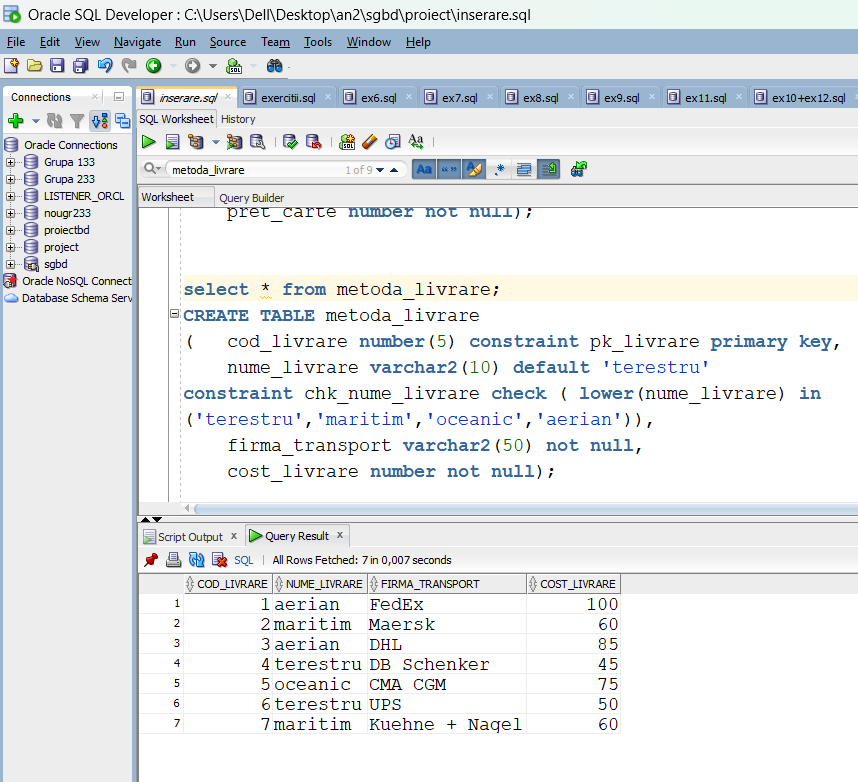 Oracle SQL Developer : C:\Users\Dell\Desktop\an2\sgbd\proiect\inserare.sql
File Edit View Navigate Run Source Team Tools Window Help
Connections
Oracle Connections
Grupa 133
Grupa 233
LISTENER_ORCL
nougr233
proiectbd
project
sgbd
Oracle NoSQL Connect
Database Schema Serv
inserare.sql exercitii.sql ex6.sql ex7.sql ex8.sql ex9.sql ex11.sql ex10+ex12.sql
SQL Worksheet History
metoda_livrare 1 of 9
Worksheet Query Builder
pret_carte number not null);
select * from metoda_livrare;
CREATE TABLE metoda_livrare
( cod_livrare number(5) constraint pk_livrare primary key,
nume_livrare varchar2(10) default 'terestru'
constraint chk_nume_livrare check ( lower(nume_livrare) in
('terestru','maritim','oceanic','aerian')),
firma_transport varchar2(50) not null,
cost_livrare number not null);
Script Output Query Result
SQL | All Rows Fetched: 7 in 0,007 seconds
COD_LIVRARE NUME_LIVRARE FIRMA_TRANSPORT COST_LIVRARE
1 1 aerian FedEx 100
2 2 maritim Maersk 60
3 3 aerian DHL 85
4 4 terestru DB Schenker 45
5 5 oceanic CMA CGM 75
6 6 terestru UPS 50
7 7 maritim Kuehne + Nagel 60